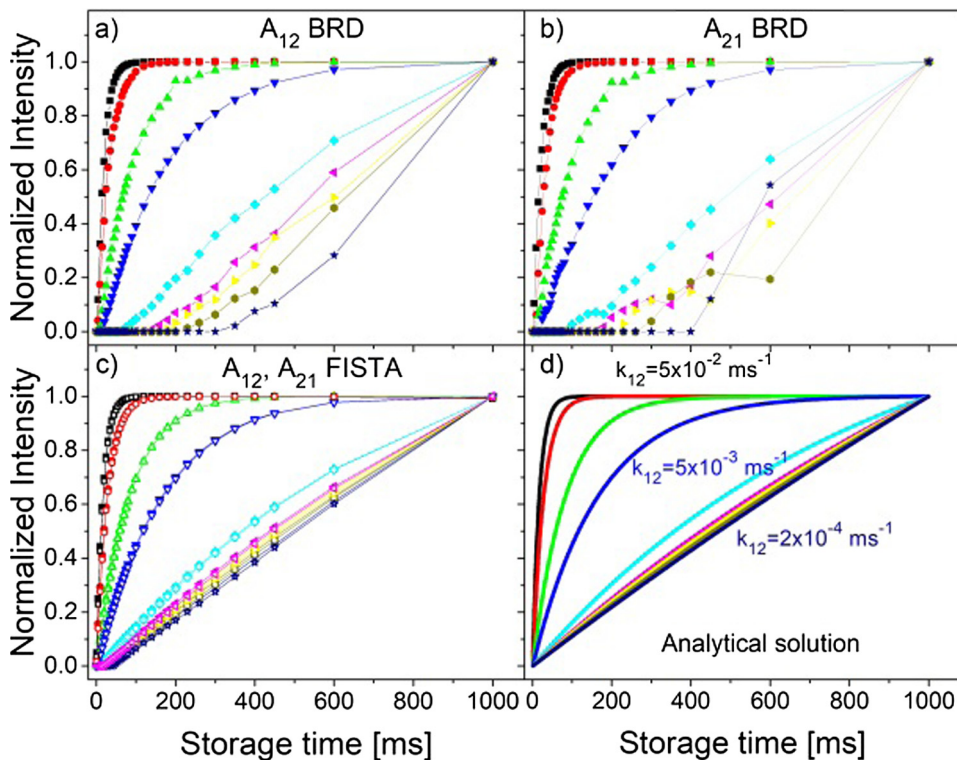 a) A₁₂ BRD
b) A₂₁ BRD
Normalized Intensity
1.0
0.8
0.6
0.4
0.2
0.0
c) A₁₂, A₂₁ FISTA
d) k₁₂=5x10⁻² ms⁻¹
k₁₂=5x10⁻³ ms⁻¹
k₁₂=2x10⁻⁴ ms⁻¹
Analytical solution
Normalized Intensity
1.0
0.8
0.6
0.4
0.2
0.0
0 200 400 600 800 1000
0 200 400 600 800 1000
Storage time [ms]
Storage time [ms]